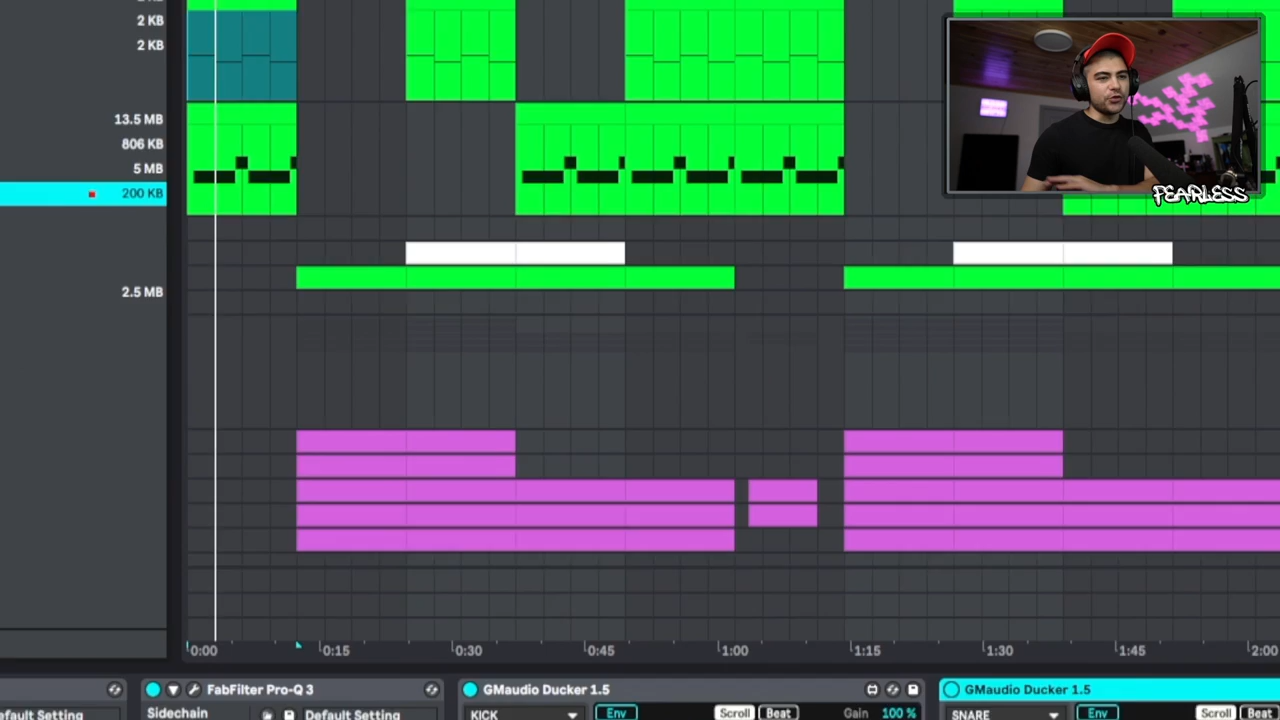 2 KB
2 KB
13.5 MB
806 KB
5 MB
200 KB
FEARLESS
2.5 MB
0:00 0:15 0:30 0:45 1:00 1:15 1:30 1:45 2:00
FabFilter Pro-Q 3 GMaudio Ducker 1.5 GMaudio Ducker 1.5
efault Setting Sidechain Default Setting KICK Env Scroll Beat Gain 100 % SNARE Env Scroll Beat